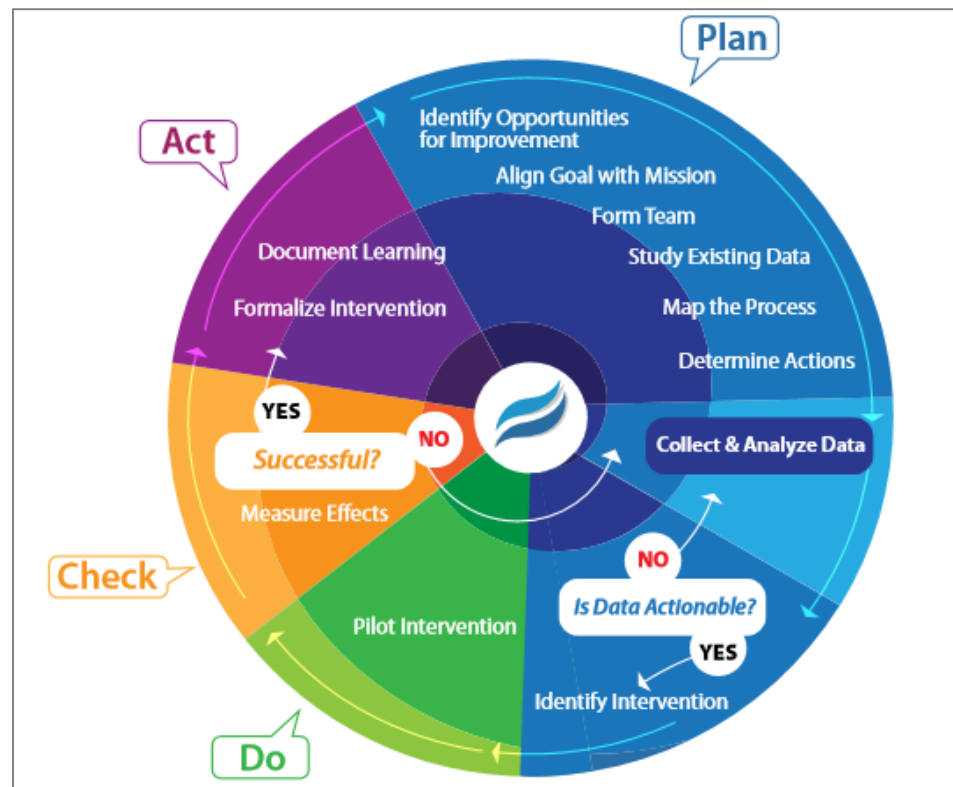 Plan
Identify Opportunities
for Improvement
Align Goal with Mission
Form Team
Study Existing Data
Map the Process
Determine Actions
Collect & Analyze Data
NO
Is Data Actionable?
YES
Identify Intervention
Do
Pilot Intervention
Check
Measure Effects
Successful?
NO
YES
Act
Formalize Intervention
Document Learning